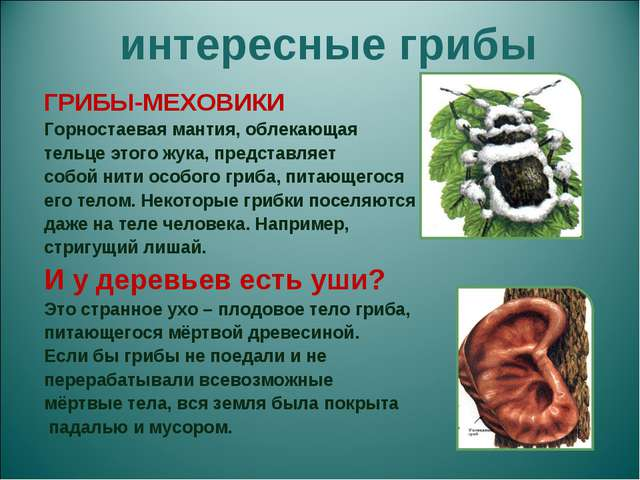 интересные грибы
ГРИБЫ-МЕХОВИКИ
Горностаевая мантия, облекающая
тельце этого жука, представляет
собой нити особого гриба, питающегося
его телом. Некоторые грибки поселяются
даже на теле человека. Например,
стригущий лишай.
И у деревьев есть уши?
Это странное ухо – плодовое тело гриба,
питающегося мёртвой древесиной.
Если бы грибы не поедали и не
перерабатывали всевозможные
мёртвые тела, вся земля была покрыта
падалью и мусором.